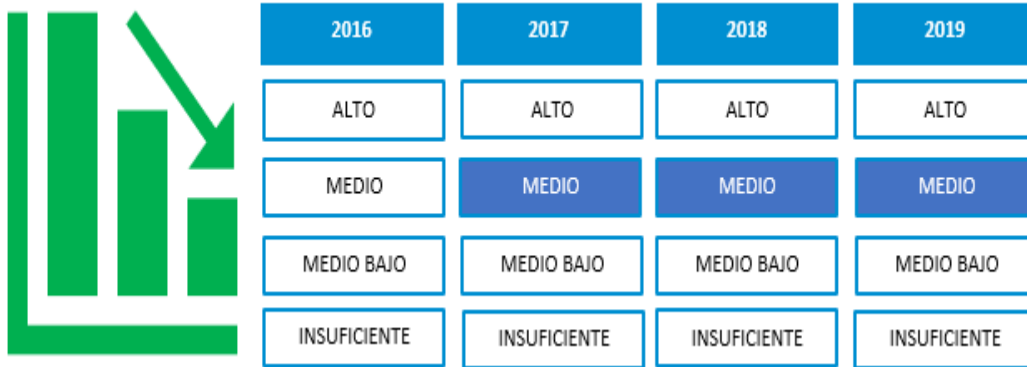 2016 2017 2018 2019
ALTO ALTO ALTO ALTO
MEDIO MEDIO MEDIO MEDIO
MEDIO BAJO MEDIO BAJO MEDIO BAJO MEDIO BAJO
INSUFICIENTE INSUFICIENTE INSUFICIENTE INSUFICIENTE